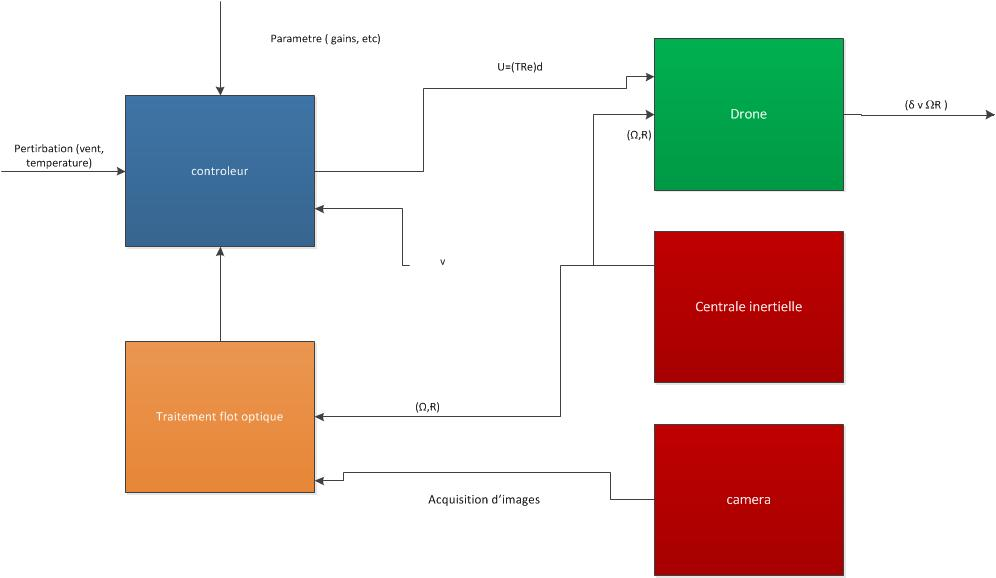 Parametre ( gains, etc)
U=(TRe)d
Drone
(δ v ΩR )
(Ω,R)
Pertirbation (vent,
temperature)
controleur
v
Centrale inertielle
Traitement flot optique
(Ω,R)
Acquisition d’images
camera